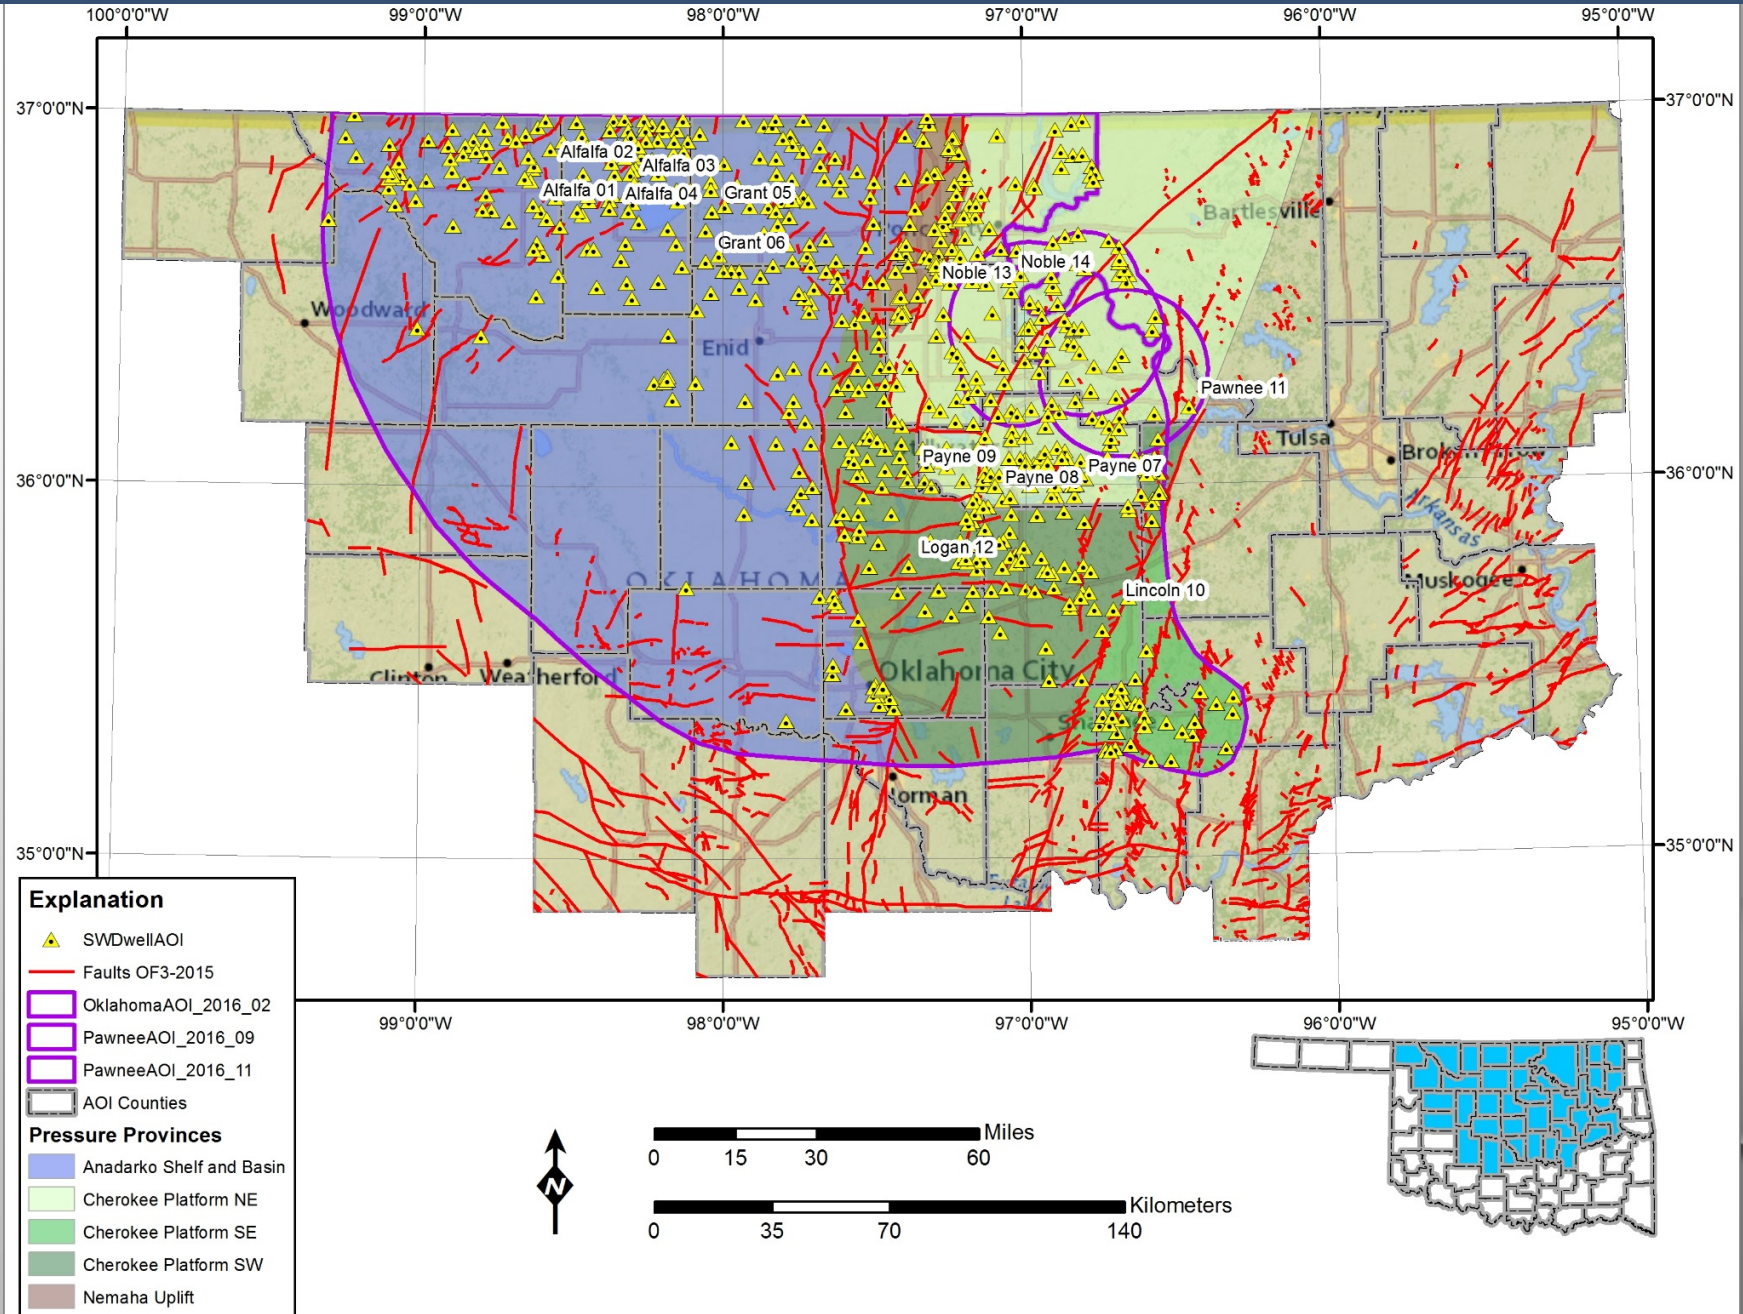 100°0'0"W 99°0'0"W 98°0'0"W 97°0'0"W 96°0'0"W 95°0'0"W
37°0'0"N 37°0'0"N
Alfalfa 02
Alfalfa 03
Alfalfa 01 Alfalfa 04 Grant 05
Bartlesville
Grant 06
Noble 13 Noble 14
Woodward
Enid
Pawnee 11
Tulsa
Payne 09 Payne 07
Payne 08
36°0'0"N 36°0'0"N
Arkansas
Logan 12
OKLAHOMA
Muskogee
Lincoln 10
Oklahoma City
Clinton Weatherford
35°0'0"N 35°0'0"N
99°0'0"W 98°0'0"W 97°0'0"W 96°0'0"W 95°0'0"W
Explanation
SWDwellAOI
Faults OF3-2015
OklahomaAOI_2016_02
PawneeAOI_2016_09
PawneeAOI_2016_11
AOI Counties
Pressure Provinces
Anadarko Shelf and Basin
Cherokee Platform NE
Cherokee Platform SE
Cherokee Platform SW
Nemaha Uplift
N
Miles
0 15 30 60
Kilometers
0 35 70 140